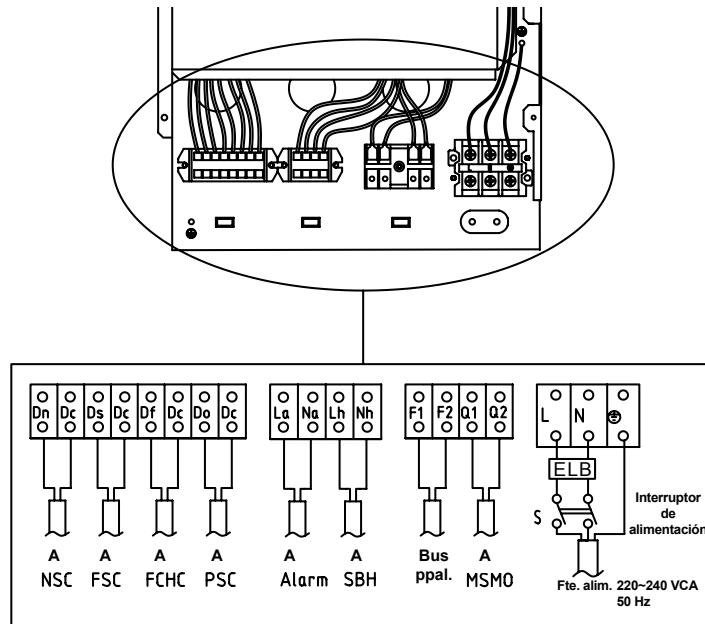 Dn Dc Ds Dc Df Dc Do Dc
La Na Lh Nh
F1 F2 Q1 Q2
L N
ELB
S
Interruptor
de
alimentación
A A A A
NSC FSC FCHC PSC
A A
Alarm SBH
Bus
ppal.
A
MSMO
Fte. alim. 220~240 VCA
50 Hz